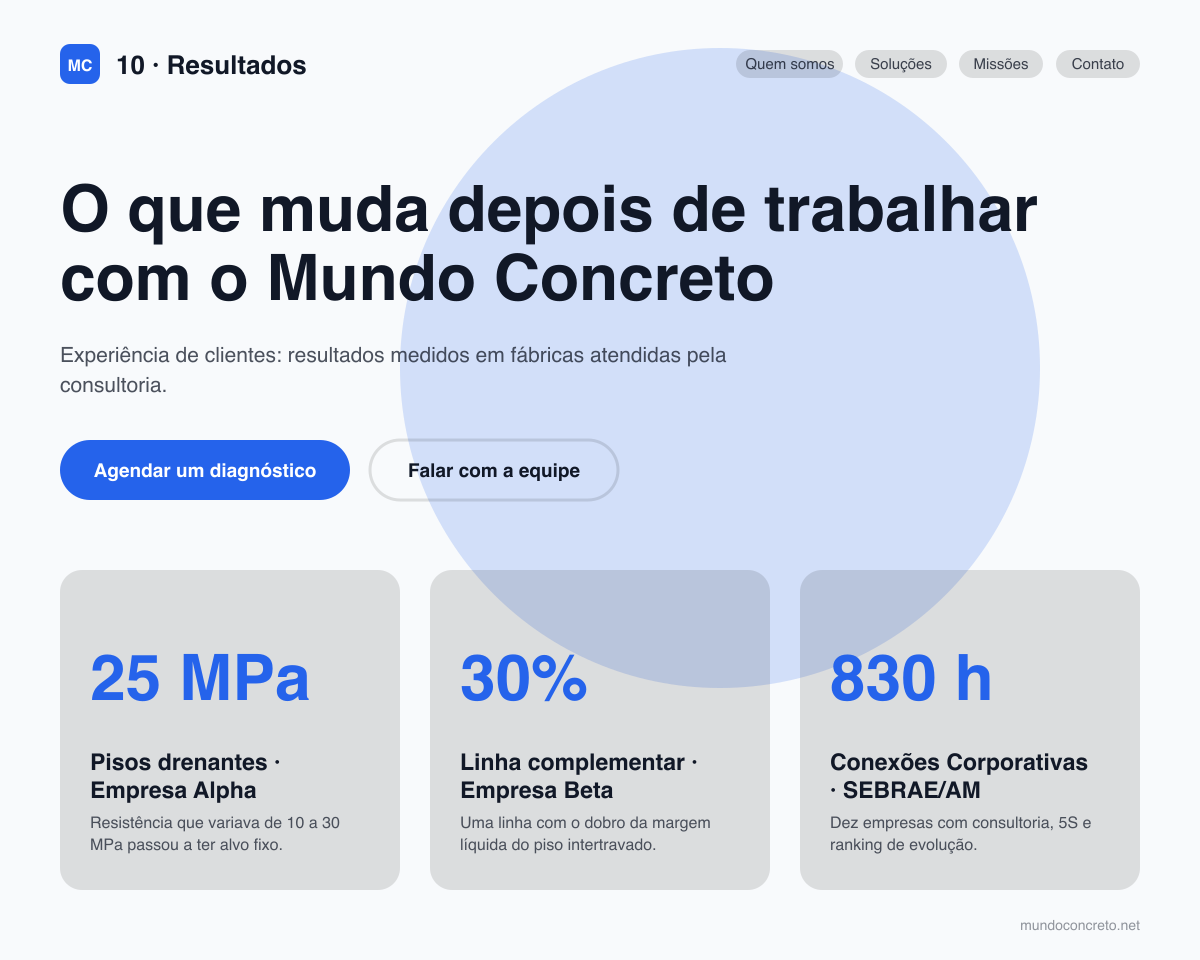 MC
10 · Resultados
Quem somos
Soluções
Missões
Contato
O que muda depois de trabalhar
com o Mundo Concreto
Experiência de clientes: resultados medidos em fábricas atendidas pela
consultoria.
Agendar um diagnóstico
Falar com a equipe
25 MPa
Pisos drenantes ·
Empresa Alpha
Resistência que variava de 10 a 30
MPa passou a ter alvo fixo.
30%
Linha complementar ·
Empresa Beta
Uma linha com o dobro da margem
líquida do piso intertravado.
830 h
Conexões Corporativas
· SEBRAE/AM
Dez empresas com consultoria, 5S e
ranking de evolução.
mundoconcreto.net